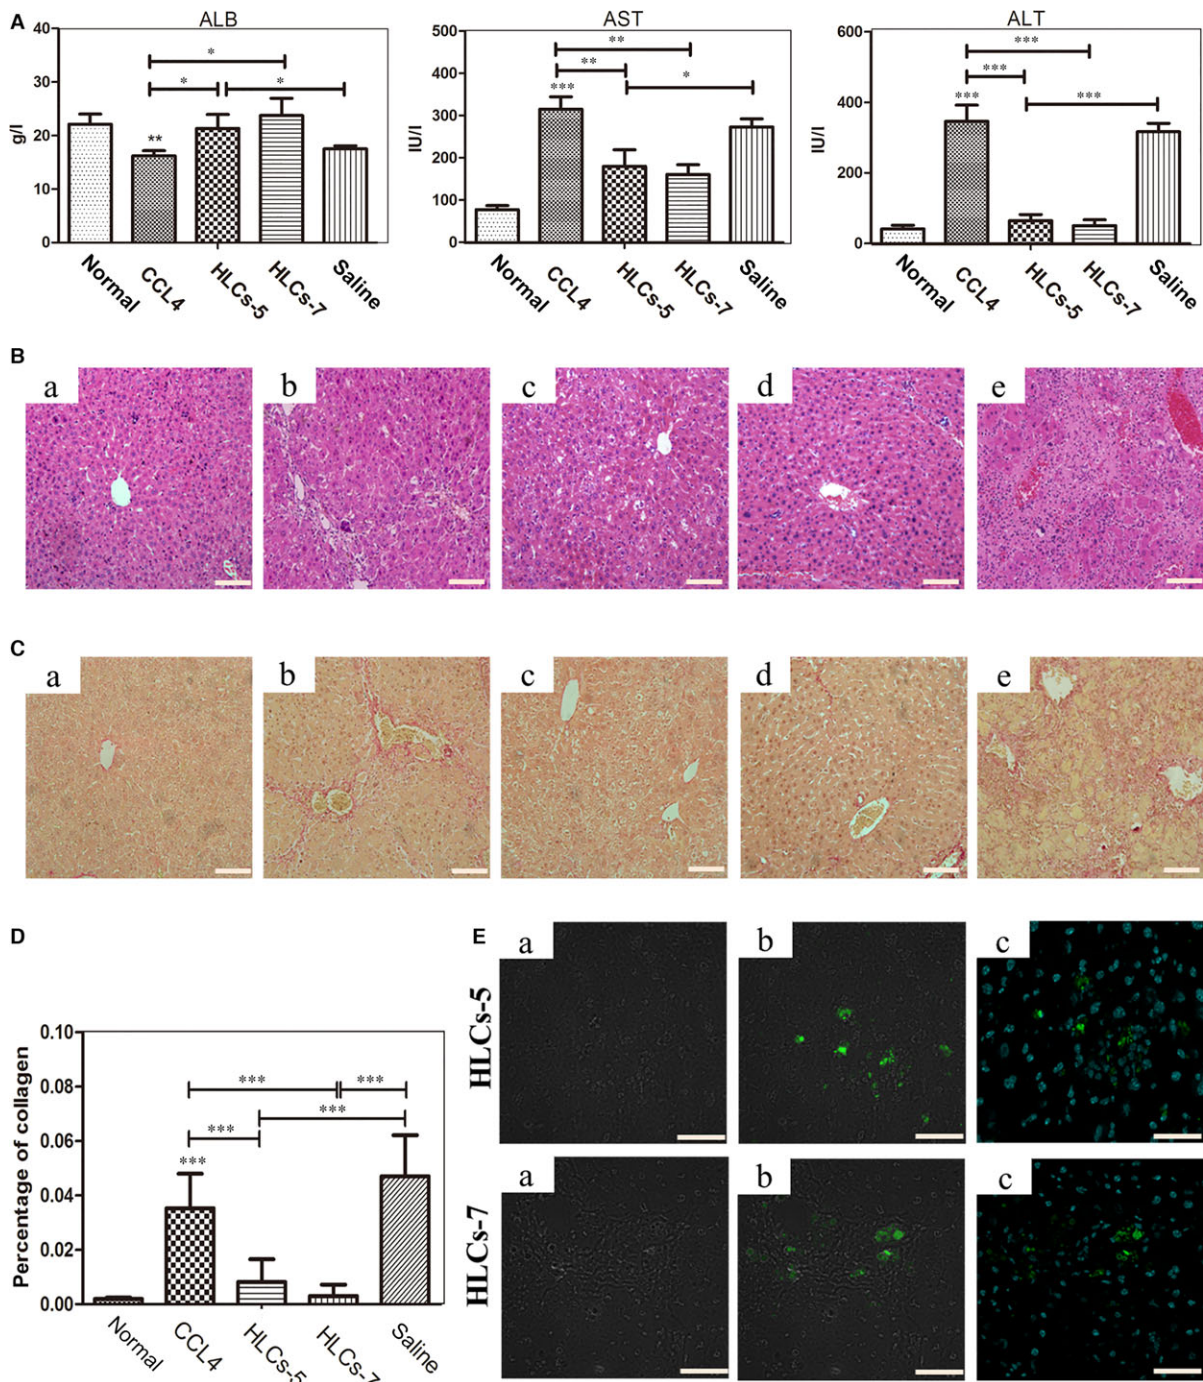 A
ALB
AST
ALT
40
30
20
10
0
g/l
*
*
*
**
Normal
CCL4
HLCs-5
HLCs-7
Saline
500
400
300
200
100
0
IU/l
**
**
*
***
Normal
CCL4
HLCs-5
HLCs-7
Saline
600
400
200
0
IU/l
***
***
***
***
Normal
CCL4
HLCs-5
HLCs-7
Saline
B
a
b
c
d
e
C
a
b
c
d
e
D
Percentage of collagen
0.10
0.08
0.06
0.04
0.02
0.00
***
***
***
***
***
Normal
CCL4
HLCs-5
HLCs-7
Saline
E
HLCs-5
a
b
c
HLCs-7
a
b
c